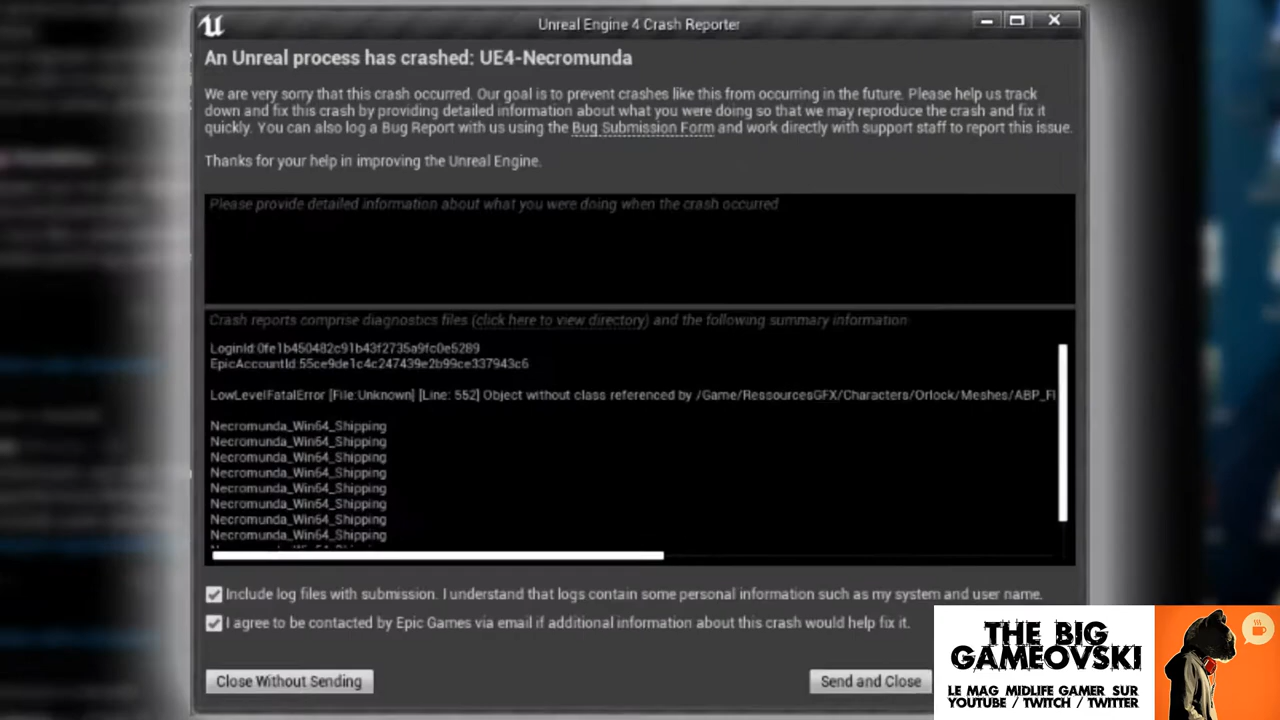 Unreal Engine 4 Crash Reporter
An Unreal process has crashed: UE4-Necromunda
We are very sorry that this crash occurred. Our goal is to prevent crashes like this from occurring in the future. Please help us track
down and fix this crash by providing detailed information about what you were doing so that we may reproduce the crash and fix it
quickly. You can also log a Bug Report with us using the Bug Submission Form and work directly with support staff to report this issue.
Thanks for your help in improving the Unreal Engine.
Please provide detailed information about what you were doing when the crash occurred
Crash reports comprise diagnostics files (click here to view directory) and the following summary information
LoginId:0fe1b450482c91b43f2735a9fc0e5289
EpicAccountId:55ce9de1c4c247439e2b99ce337943c6
LowLevelFatalError [File:Unknown] [Line: 552] Object without class referenced by /Game/RessourcesGFX/Characters/Orlock/Meshes/ABP_
Necromunda_Win64_Shipping
Necromunda_Win64_Shipping
Necromunda_Win64_Shipping
Necromunda_Win64_Shipping
Necromunda_Win64_Shipping
Necromunda_Win64_Shipping
Necromunda_Win64_Shipping
Necromunda_Win64_Shipping
Include log files with submission. I understand that logs contain some personal information such as my system and user name.
I agree to be contacted by Epic Games via email if additional information about this crash would help fix it.
Close Without Sending
Send and Close
THE BIG
GAMEOVSKI
LE MAG MIDLIFE GAMER SUR
YOUTUBE / TWITCH / TWITTER